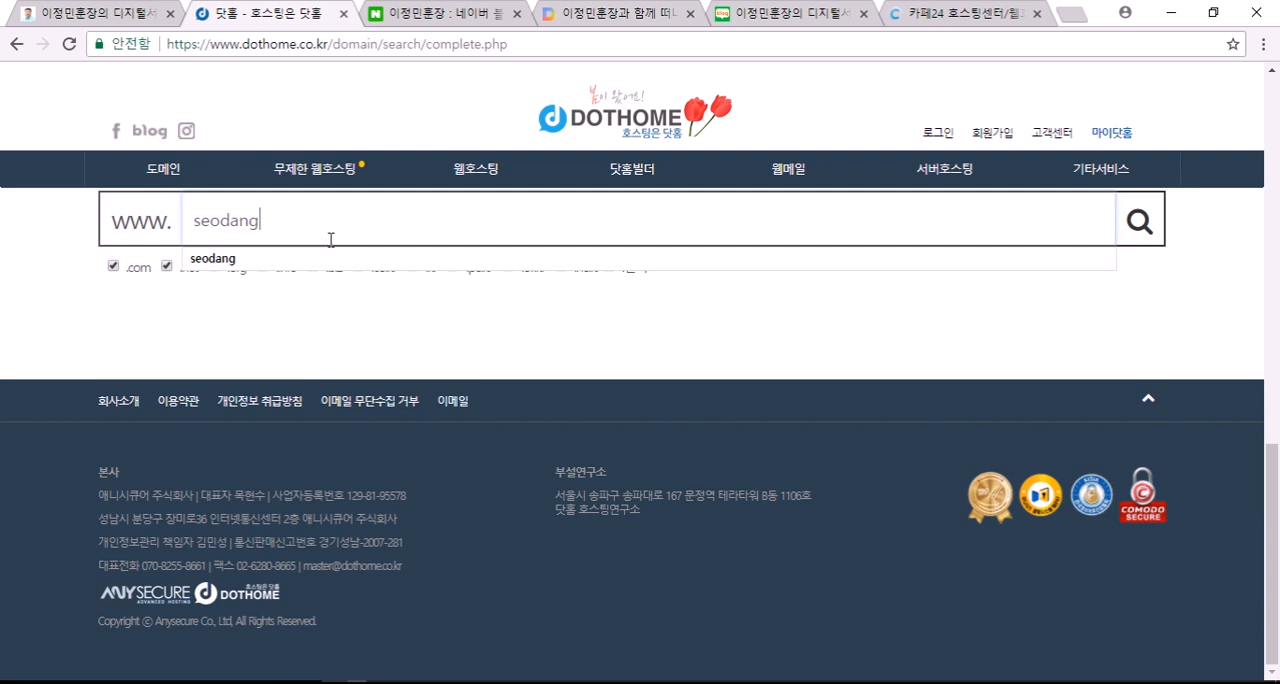 이정민훈장의 디지털서
닷홈 - 호스팅은 닷홈
이정민훈장 : 네이버 블
이정민훈장과 함께 떠나
이정민훈장의 디지털서
카페24 호스팅센터/웹
안전함
https://www.dothome.co.kr/domain/search/complete.php
봄이 왔어요!
DOTHOME
호스팅은 닷홈
f blog
로그인 회원가입 고객센터 마이닷홈
도메인 무제한 웹호스팅 웹호스팅 닷홈빌더 웹메일 서버호스팅 기타서비스
www. seodang
seodang
.com
회사소개 이용약관 개인정보 취급방침 이메일 무단수집 거부 이메일
본사
애니시큐어 주식회사 | 대표자 목현수 | 사업자등록번호 129-81-95578
성남시 분당구 장미로36 인터넷통신센터 2층 애니시큐어 주식회사
개인정보관리 책임자 김민성 | 통신판매신고번호 경기성남-2007-281
대표전화 070-8255-8661 | 팩스 02-6280-8665 | master@dothome.co.kr
ANYSECURE
ADVANCED HOSTING
호스팅은 닷홈
DOTHOME
Copyright ⓒ Anysecure Co., Ltd, All Rights Reserved.
부설연구소
서울시 송파구 송파대로 167 문정역 테라타워 B동 1106호
닷홈 호스팅연구소
COMODO
SECURE